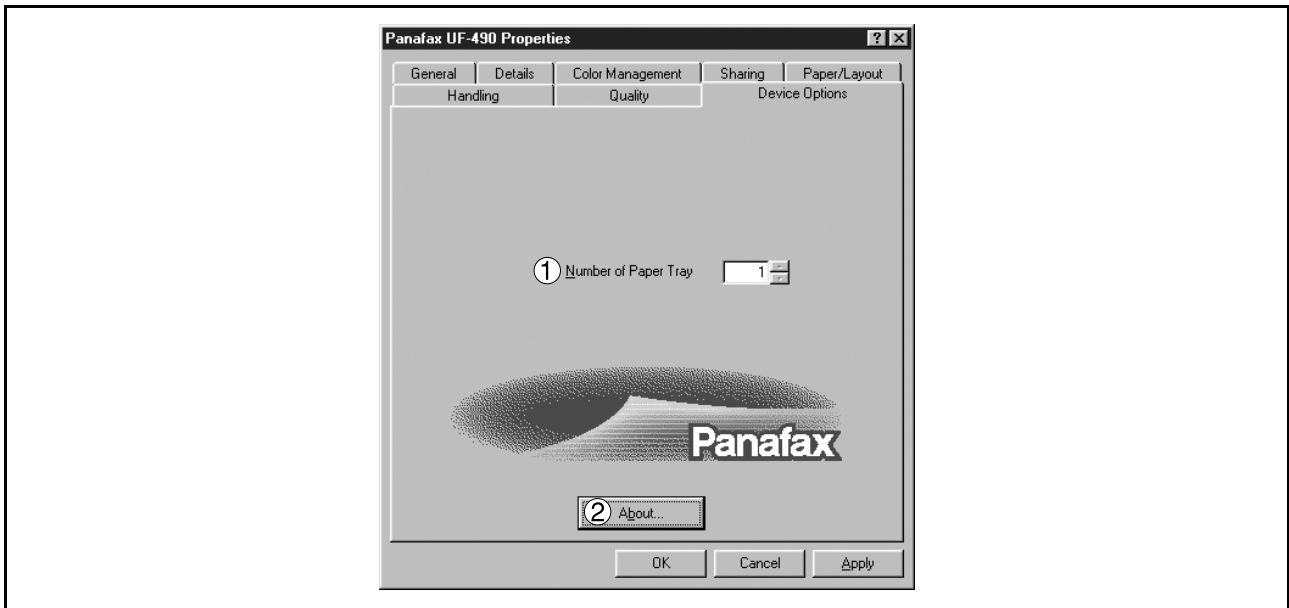 Panafax UF-490 Properties
General Details Color Management Sharing Paper/Layout
Handling Quality Device Options
1 Number of Paper Tray 1
Panafax
2 About...
OK Cancel Apply